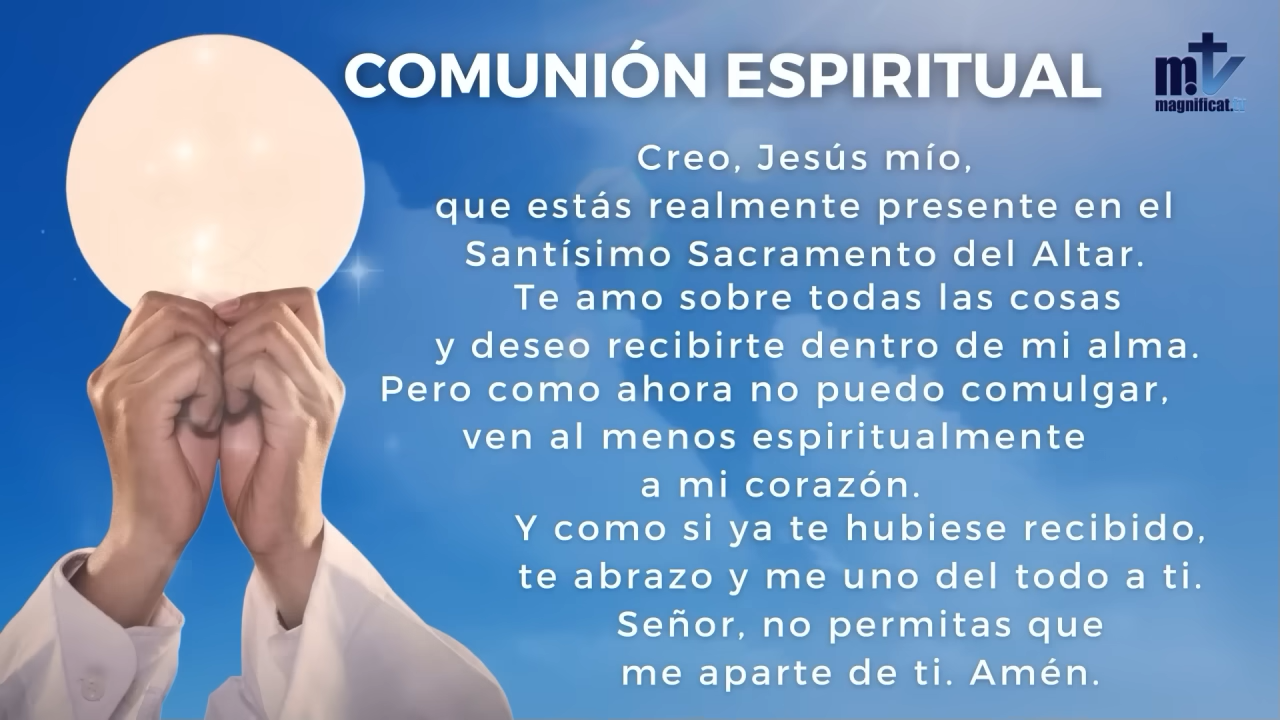 COMUNIÓN ESPIRITUAL
m.tv
magnificat.tv
Creo, Jesús mío,
que estás realmente presente en el
Santísimo Sacramento del Altar.
Te amo sobre todas las cosas
y deseo recibirte dentro de mi alma.
Pero como ahora no puedo comulgar,
ven al menos espiritualmente
a mi corazón.
Y como si ya te hubiese recibido,
te abrazo y me uno del todo a ti.
Señor, no permitas que
me aparte de ti. Amén.